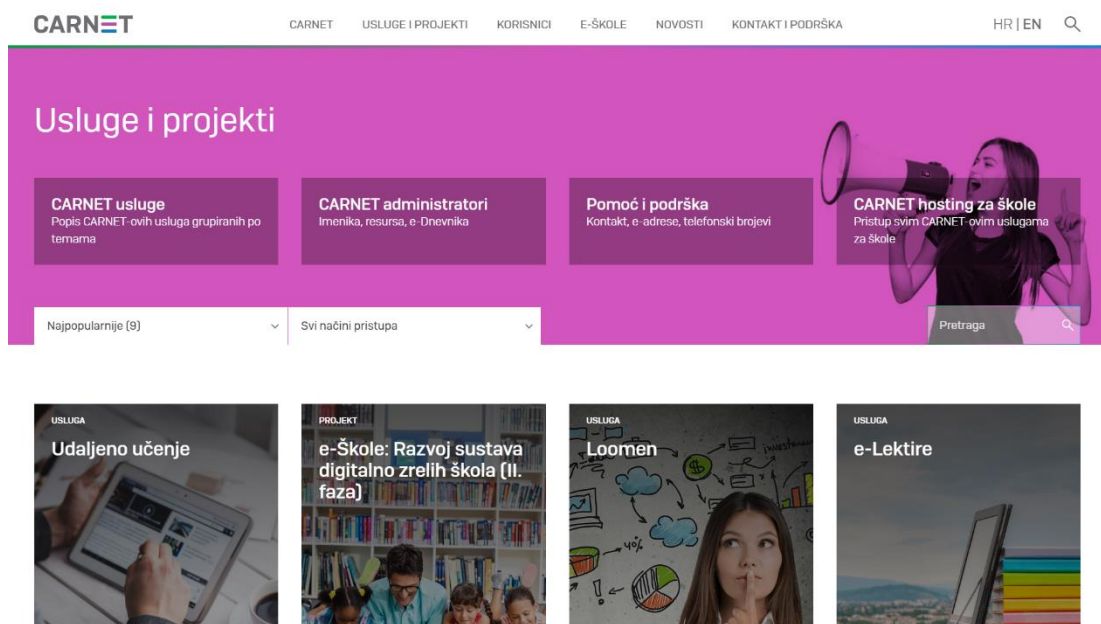 CARNET
CARNET USLUGE I PROJEKTI KORISNICI E-ŠKOLE NOVOSTI KONTAKT I PODRŠKA
HR | EN
Usluge i projekti
CARNET usluge
Popis CARNET-ovih usluga grupiranih po
temama
CARNET administratori
Imenika, resursa, e-Dnevnika
Pomoć i podrška
Kontakt, e-adrese, telefonski brojevi
CARNET hosting za škole
Pristup svim CARNET-ovim uslugama
za škole
Najpopularnije (9)
Svi načini pristupa
Pretraga
USLUGA
Udaljeno učenje
PROJEKT
e-Škole: Razvoj sustava
digitalno zrelih škola (II.
faza)
USLUGA
Loomen
investment
$
40%
USLUGA
e-Lektire